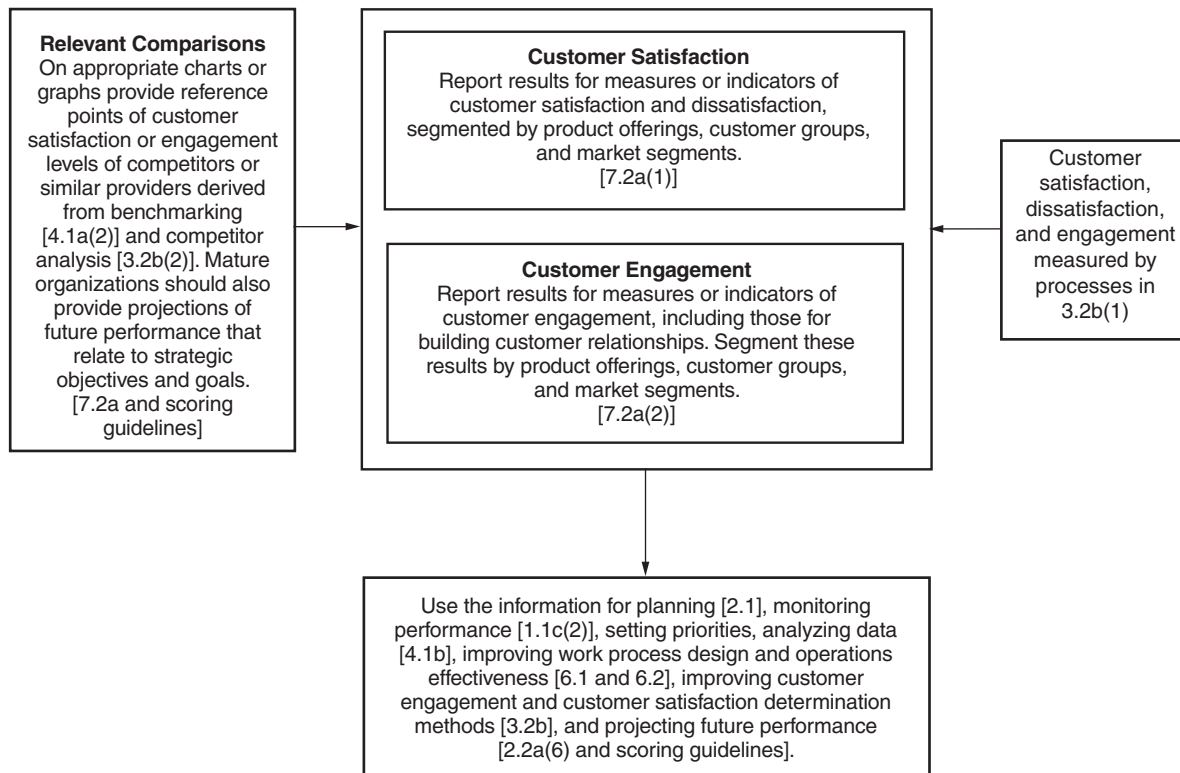 Relevant Comparisons
On appropriate charts or
graphs provide reference
points of customer
satisfaction or engagement
levels of competitors or
similar providers derived
from benchmarking
[4.1a(2)] and competitor
analysis [3.2b(2)]. Mature
organizations should also
provide projections of
future performance that
relate to strategic
objectives and goals.
[7.2a and scoring
guidelines]
Customer Satisfaction
Report results for measures or indicators of
customer satisfaction and dissatisfaction,
segmented by product offerings, customer groups,
and market segments.
[7.2a(1)]
Customer Engagement
Report results for measures or indicators of
customer engagement, including those for
building customer relationships. Segment these
results by product offerings, customer groups,
and market segments.
[7.2a(2)]
Customer
satisfaction,
dissatisfaction,
and engagement
measured by
processes in
3.2b(1)
Use the information for planning [2.1], monitoring
performance [1.1c(2)], setting priorities, analyzing data
[4.1b], improving work process design and operations
effectiveness [6.1 and 6.2], improving customer
engagement and customer satisfaction determination
methods [3.2b], and projecting future performance
[2.2a(6) and scoring guidelines].